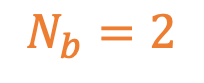 N_b = 2